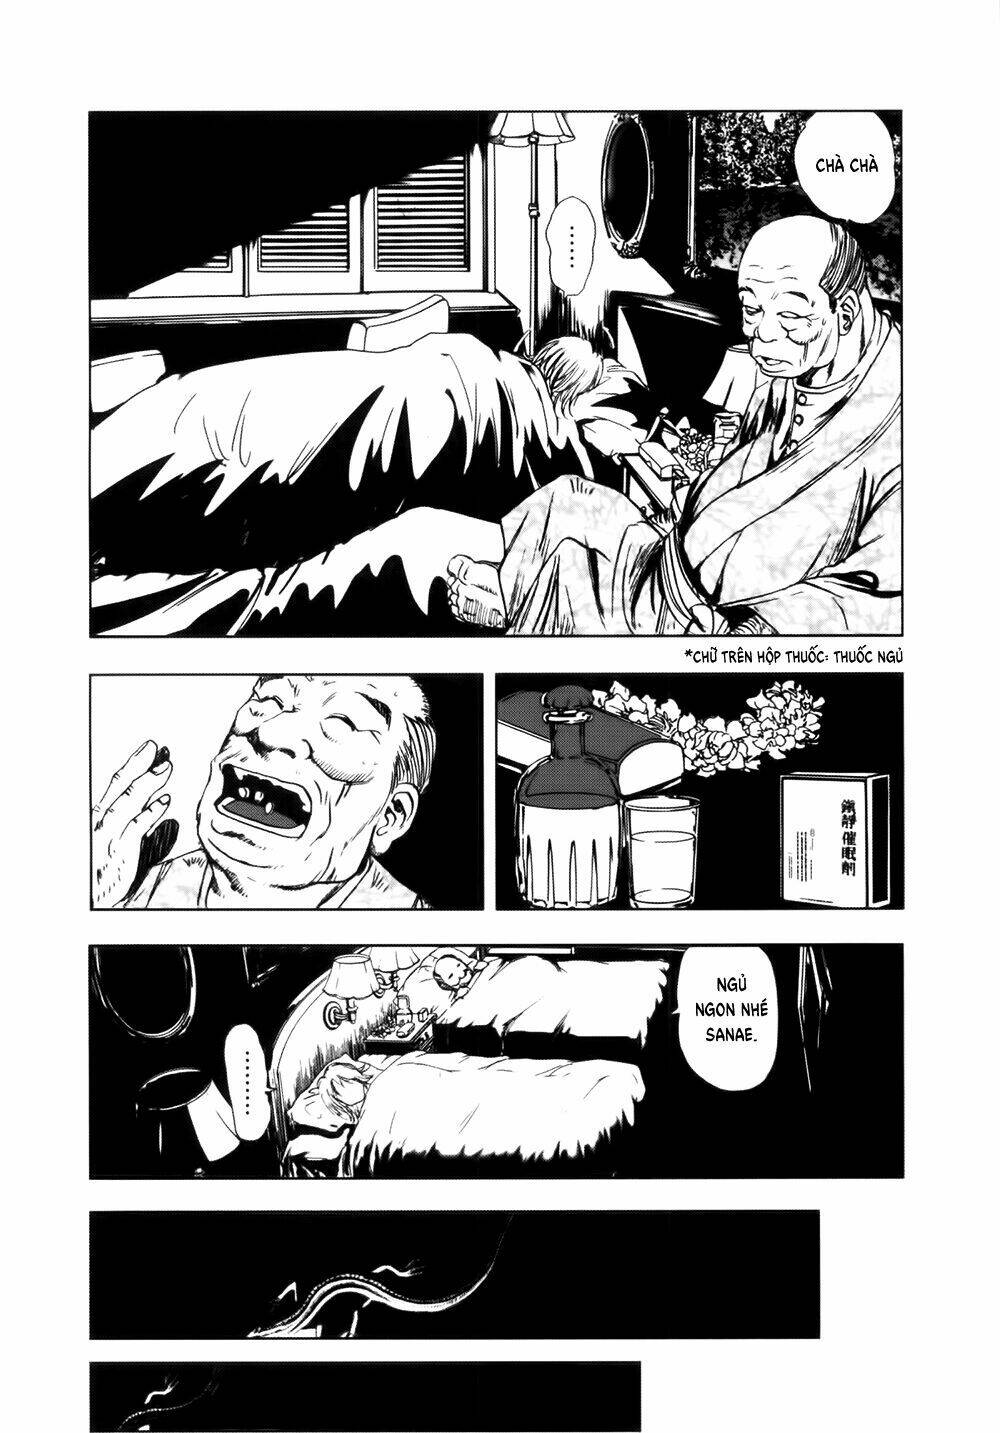 CHÀ CHÀ
......
*CHỮ TRÊN HỘP THUỐC: THUỐC NGỦ
鎮静催眠剤
NGỦ
NGON NHÉ
SANAE.
.........